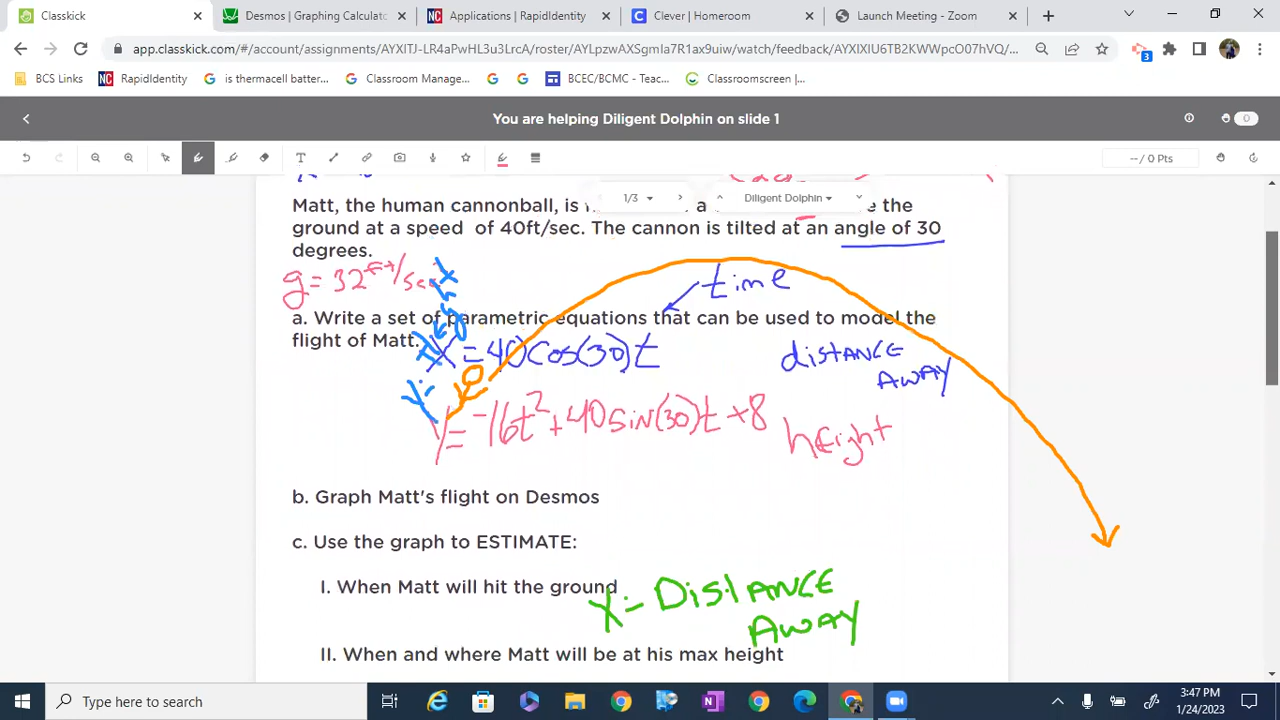 Classkick
Desmos | Graphing Calculato
Applications | RapidIdentity
Clever | Homeroom
Launch Meeting - Zoom
app.classkick.com/#/account/assignments/AYXITJ-LR4aPwHL3u3LrcA/roster/AYLpzwAXSgmIa7R1ax9uiw/watch/feedback/AYXIXIU6TB2KWWpcO07hVQ/...
3
BCS Links
RapidIdentity
is thermacell batter...
Classroom Manage...
BCEC/BCMC - Teac...
Classroomscreen |...
You are helping Diligent Dolphin on slide 1
0
-- / 0 Pts
1/3
Diligent Dolphin
Matt, the human cannonball, is the
ground at a speed of 40ft/sec. The cannon is tilted at an angle of 30
degrees.
g = 32 ft/sec
time
a. Write a set of parametric equations that can be used to model the
flight of Matt.
x = 40cos(30)t
distance away
y = -16t² + 40sin(30)t + 8
height
b. Graph Matt's flight on Desmos
c. Use the graph to ESTIMATE:
I. When Matt will hit the ground
X - Distance
Away
II. When and where Matt will be at his max height
Type here to search
3:47 PM
1/24/2023